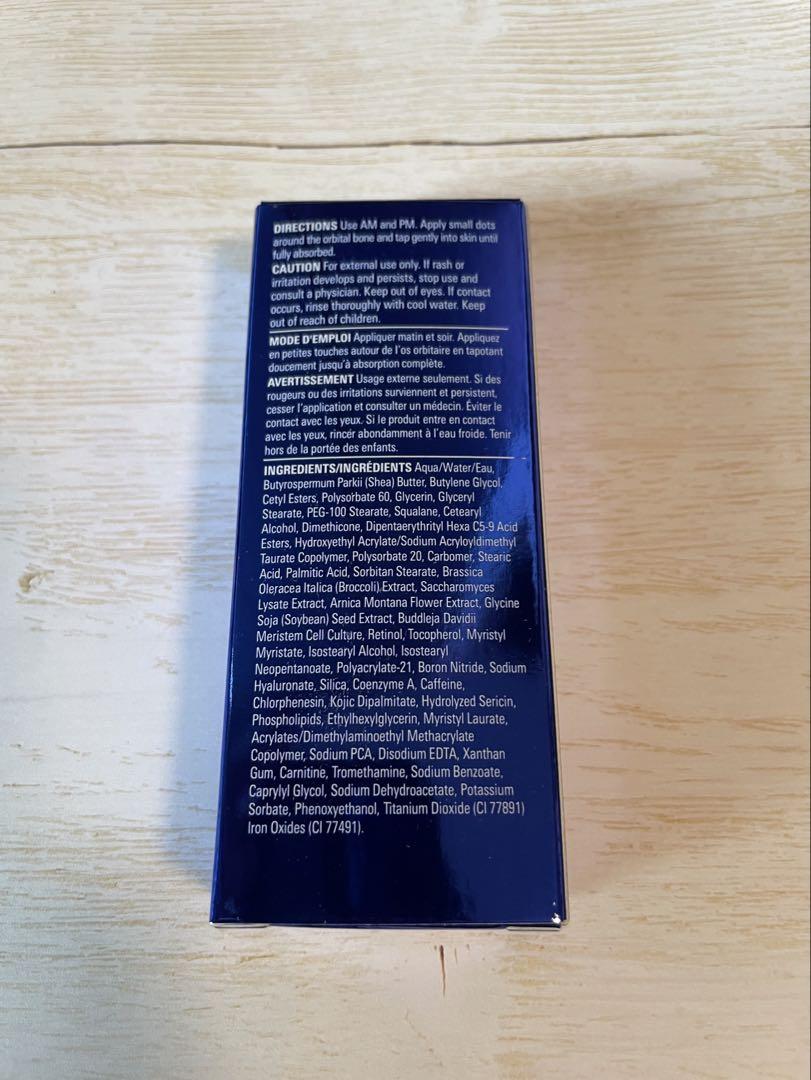 DIRECTIONS Use AM and PM. Apply small dots
around the orbital bone and tap gently into skin until
fully absorbed.
CAUTION For external use only. If rash or
irritation develops and persists, stop use and
consult a physician. Keep out of eyes. If contact
occurs, rinse thoroughly with cool water. Keep
out of reach of children.
MODE D'EMPLOI Appliquer matin et soir. Appliquez
en petites touches autour de l'os orbitaire en tapotant
doucement jusqu'à absorption complète.
AVERTISSEMENT Usage externe seulement. Si des
rougeurs ou des irritations surviennent et persistent,
cesser l'application et consulter un médecin. Éviter le
contact avec les yeux. Si le produit entre en contact
avec les yeux, rincer abondamment à l'eau froide. Tenir
hors de la portée des enfants.
INGREDIENTS/INGRÉDIENTS Aqua/Water/Eau,
Butyrospermum Parkii (Shea) Butter, Butylene Glycol,
Cetyl Esters, Polysorbate 60, Glycerin, Glyceryl
Stearate, PEG-100 Stearate, Squalane, Cetearyl
Alcohol, Dimethicone, Dipentaerythrityl Hexa C5-9 Acid
Esters, Hydroxyethyl Acrylate/Sodium Acryloyldimethyl
Taurate Copolymer, Polysorbate 20, Carbomer, Stearic
Acid, Palmitic Acid, Sorbitan Stearate, Brassica
Oleracea Italica (Broccoli) Extract, Saccharomyces
Lysate Extract, Arnica Montana Flower Extract, Glycine
Soja (Soybean) Seed Extract, Buddleja Davidii
Meristem Cell Culture, Retinol, Tocopherol, Myristyl
Myristate, Isostearyl Alcohol, Isostearyl
Neopentanoate, Polyacrylate-21, Boron Nitride, Sodium
Hyaluronate, Silica, Coenzyme A, Caffeine,
Chlorphenesin, Kojic Dipalmitate, Hydrolyzed Sericin,
Phospholipids, Ethylhexylglycerin, Myristyl Laurate,
Acrylates/Dimethylaminoethyl Methacrylate
Copolymer, Sodium PCA, Disodium EDTA, Xanthan
Gum, Carnitine, Tromethamine, Sodium Benzoate,
Caprylyl Glycol, Sodium Dehydroacetate, Potassium
Sorbate, Phenoxyethanol, Titanium Dioxide (CI 77891)
Iron Oxides (CI 77491).